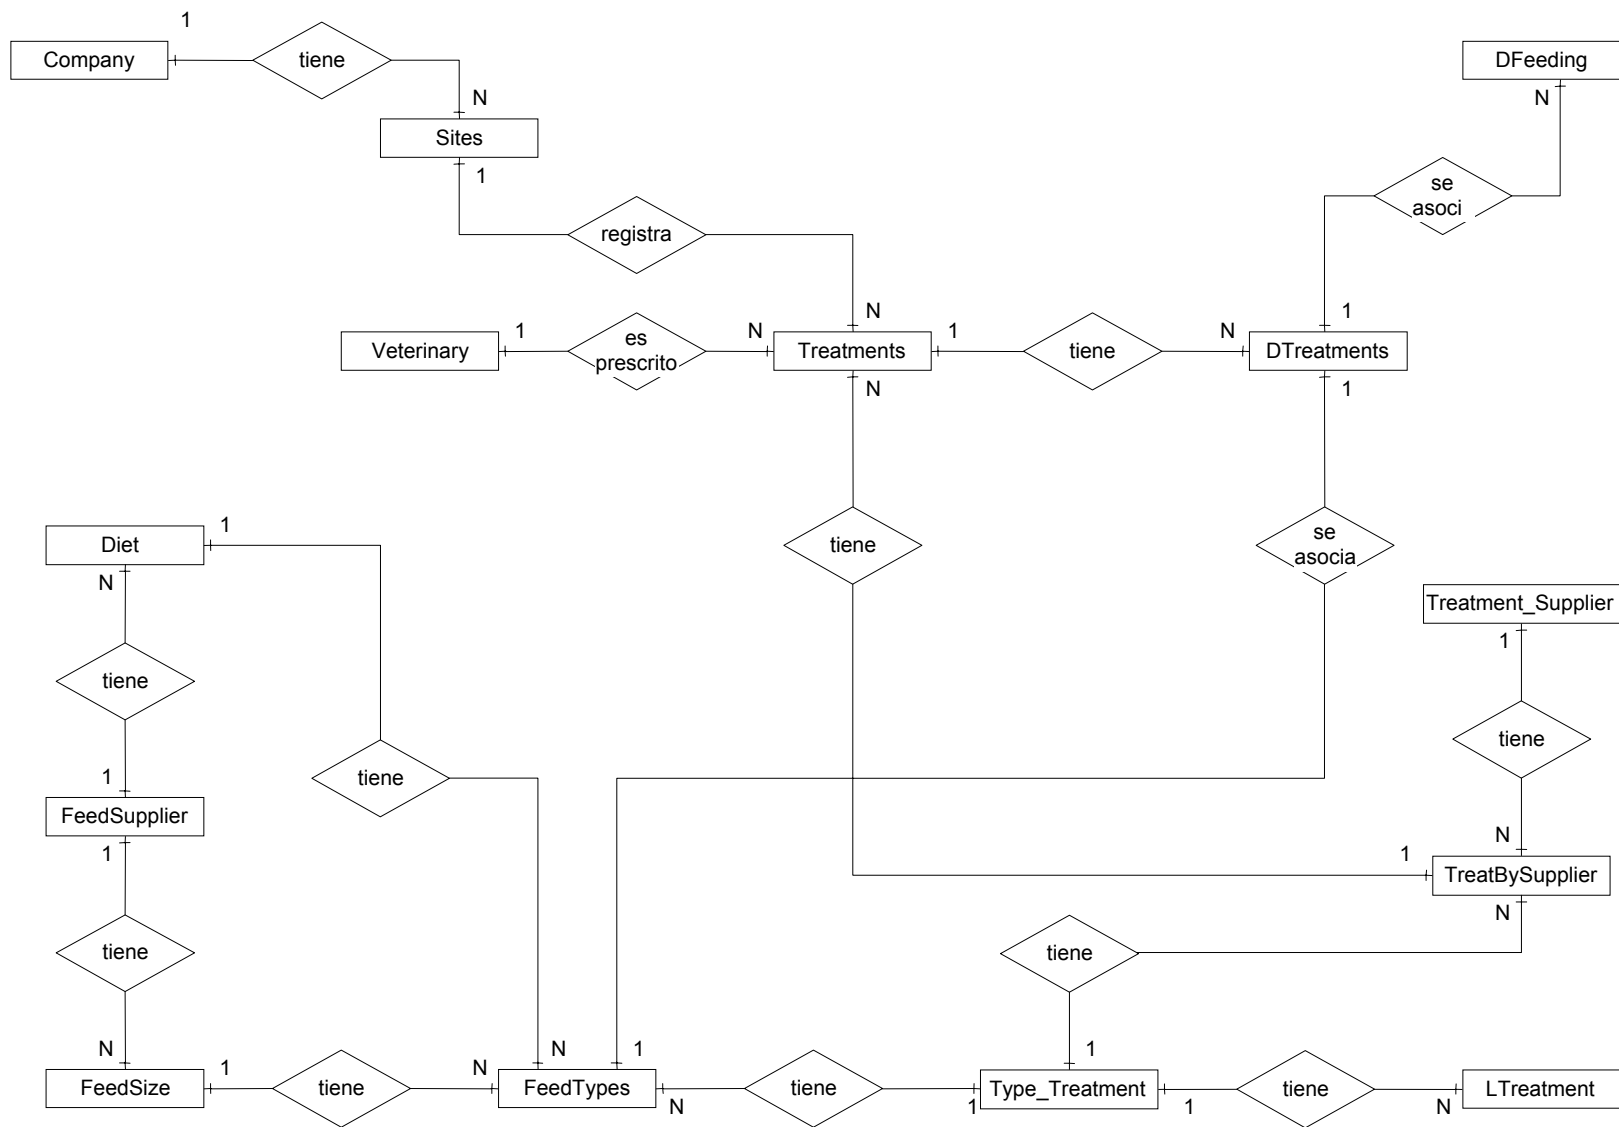 1
Company
tiene
DFeeding
N
N
Sites
1
se
asoci
registra
N
1
1
N
1
N
Veterinary
es
prescrito
Treatments
tiene
DTreatments
N
1
Diet
1
tiene
se
asocia
N
Treatment_Supplier
1
tiene
tiene
tiene
1
FeedSupplier
1
N
1
TreatBySupplier
N
tiene
tiene
N
N
1
1
1
N
FeedSize
tiene
FeedTypes
tiene
Type_Treatment
tiene
LTreatment
N
1
1
N